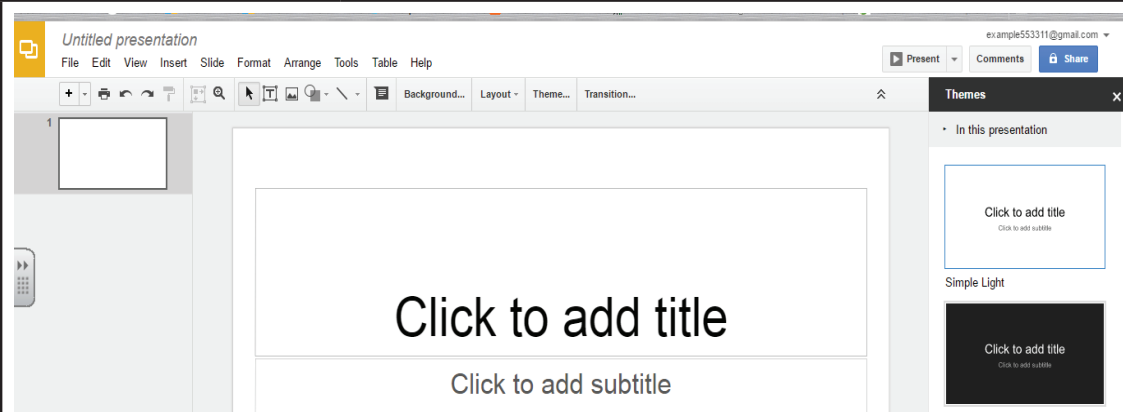 example553311@gmail.com
Untitled presentation
File Edit View Insert Slide Format Arrange Tools Table Help
Present Comments Share
Background... Layout Theme... Transition...
Themes
In this presentation
1
Click to add title
Click to add subtitle
Click to add title
Click to add subtitle
Simple Light
Click to add title
Click to add subtitle